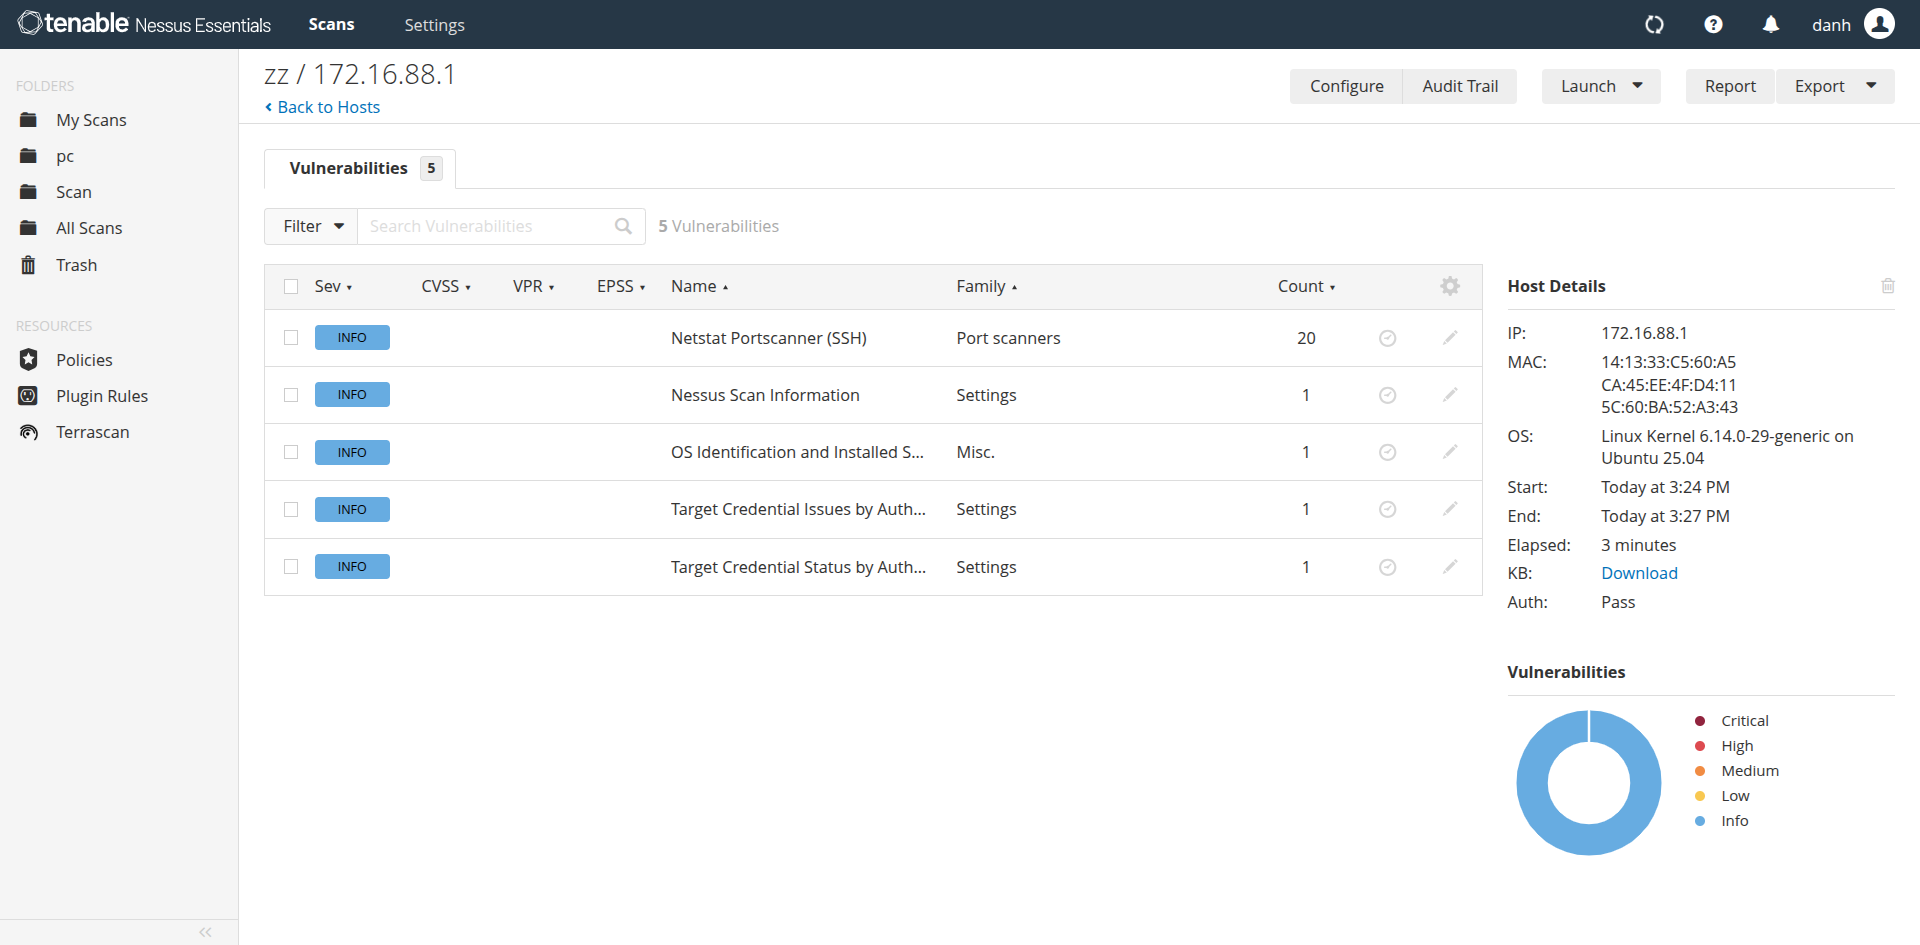 tenable Nessus Essentials Scans Settings danh
FOLDERS
My Scans
pc
Scan
All Scans
Trash
RESOURCES
Policies
Plugin Rules
Terrascan
zz / 172.16.88.1
Back to Hosts
Configure Audit Trail Launch Report Export
Vulnerabilities 5
Filter Search Vulnerabilities 5 Vulnerabilities
Sev CVSS VPR EPSS Name Family Count
INFO Netstat Portscanner (SSH) Port scanners 20
INFO Nessus Scan Information Settings 1
INFO OS Identification and Installed S... Misc. 1
INFO Target Credential Issues by Auth... Settings 1
INFO Target Credential Status by Auth... Settings 1
Host Details
IP: 172.16.88.1
MAC: 14:13:33:C5:60:A5
CA:45:EE:4F:D4:11
5C:60:BA:52:A3:43
OS: Linux Kernel 6.14.0-29-generic on
Ubuntu 25.04
Start: Today at 3:24 PM
End: Today at 3:27 PM
Elapsed: 3 minutes
KB: Download
Auth: Pass
Vulnerabilities
Critical
High
Medium
Low
Info